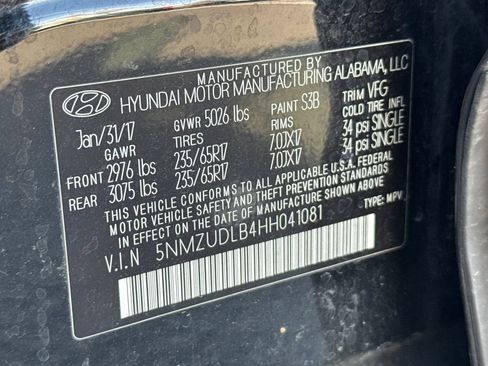 MANUFACTURED BY
HYUNDAI MOTOR MANUFACTURING ALABAMA, LLC
Jan/31/17 GVWR 5026 lbs PAINT S3B TRIM VFG
GAWR TIRES RIMS COLD TIRE INFL
FRONT 2976 lbs 235/65R17 7.0JX17 34 psi SINGLE
REAR 3075 lbs 235/65R17 7.0JX17 34 psi SINGLE
THIS VEHICLE CONFORMS TO ALL APPLICABLE U.S.A. FEDERAL
MOTOR VEHICLE SAFETY AND THEFT PREVENTION STANDARDS
IN EFFECT ON THE DATE OF MANUFACTURE SHOWN ABOVE.
V.I.N 5NMZUDLB4HH041081 TYPE: MPV